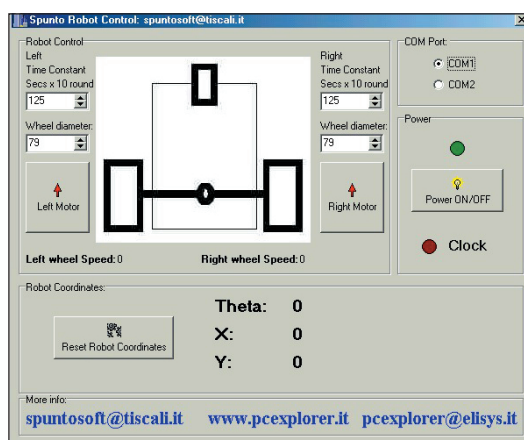 Spunto Robot Control: spuntosoft@tiscali.it
Robot Control
Left
Time Constant
Secs x 10 round
125
Wheel diameter:
79
Left Motor
Right
Time Constant
Secs x 10 round
125
Wheel diameter:
79
Right Motor
Left wheel Speed: 0
Right wheel Speed: 0
COM Port:
COM1
COM2
Power
Power ON/OFF
Clock
Robot Coordinates:
Reset Robot Coordinates
Theta: 0
X: 0
Y: 0
More info:
spuntosoft@tiscali.it www.pcexplorer.it pcexplorer@elisys.it